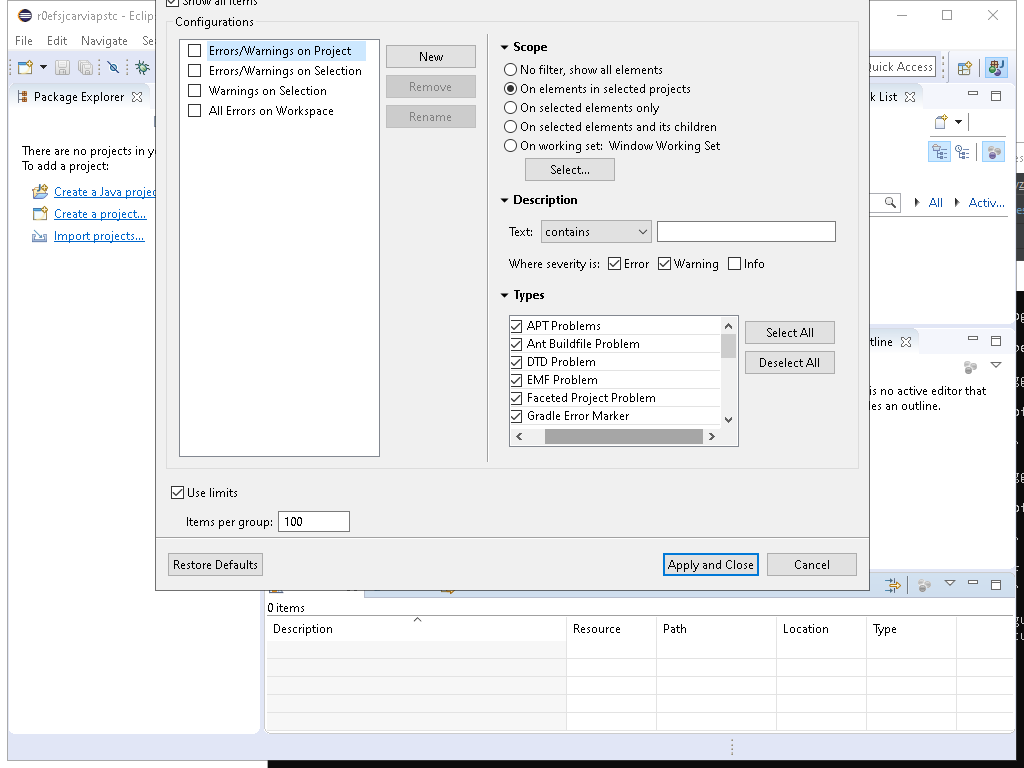 r0efsjcarviapstc - Eclip
Show all items
File Edit Navigate Se
Configurations
Errors/Warnings on Project
Errors/Warnings on Selection
Warnings on Selection
All Errors on Workspace
New
Remove
Rename
Scope
No filter, show all elements
On elements in selected projects
On selected elements only
On selected elements and its children
On working set: Window Working Set
Select...
Description
Text: contains
Where severity is: Error Warning Info
Types
APT Problems
Ant Buildfile Problem
DTD Problem
EMF Problem
Faceted Project Problem
Gradle Error Marker
Select All
Deselect All
Use limits
Items per group: 100
Restore Defaults
Apply and Close
Cancel
Package Explorer
There are no projects in y
To add a project:
Create a Java projec
Create a project...
Import projects...
Quick Access
k List
All Activ...
tline
is no active editor that
les an outline.
0 items
Description Resource Path Location Type